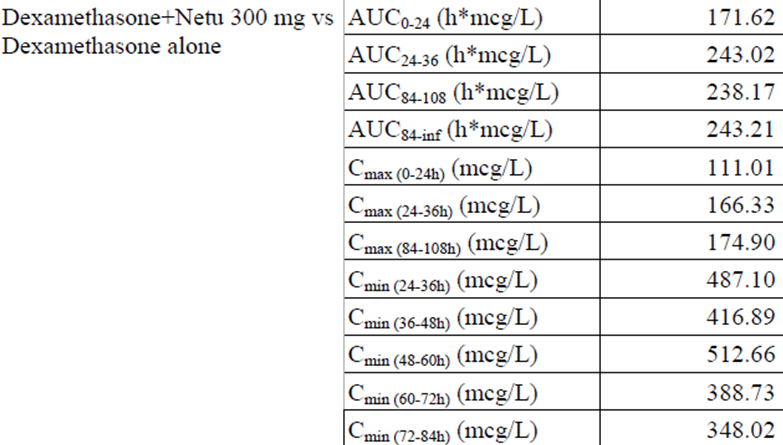 Dexamethasone+Netu 300 mg vs
Dexamethasone alone
AUC0-24 (h*mcg/L) 171.62
AUC24-36 (h*mcg/L) 243.02
AUC84-108 (h*mcg/L) 238.17
AUC84-inf (h*mcg/L) 243.21
Cmax (0-24h) (mcg/L) 111.01
Cmax (24-36h) (mcg/L) 166.33
Cmax (84-108h) (mcg/L) 174.90
Cmin (24-36h) (mcg/L) 487.10
Cmin (36-48h) (mcg/L) 416.89
Cmin (48-60h) (mcg/L) 512.66
Cmin (60-72h) (mcg/L) 388.73
Cmin (72-84h) (mcg/L) 348.02